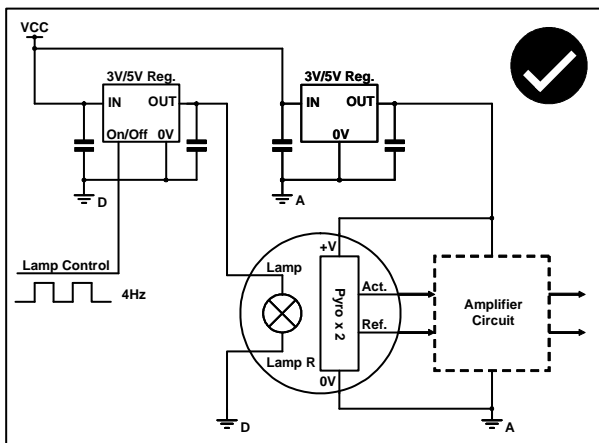 VCC
3V/5V Reg.
IN OUT
On/Off 0V
D
3V/5V Reg.
IN OUT
0V
A
Lamp Control
4Hz
Lamp
Lamp R
+V
Pyro x 2
0V
Act.
Ref.
Amplifier
Circuit
D
A